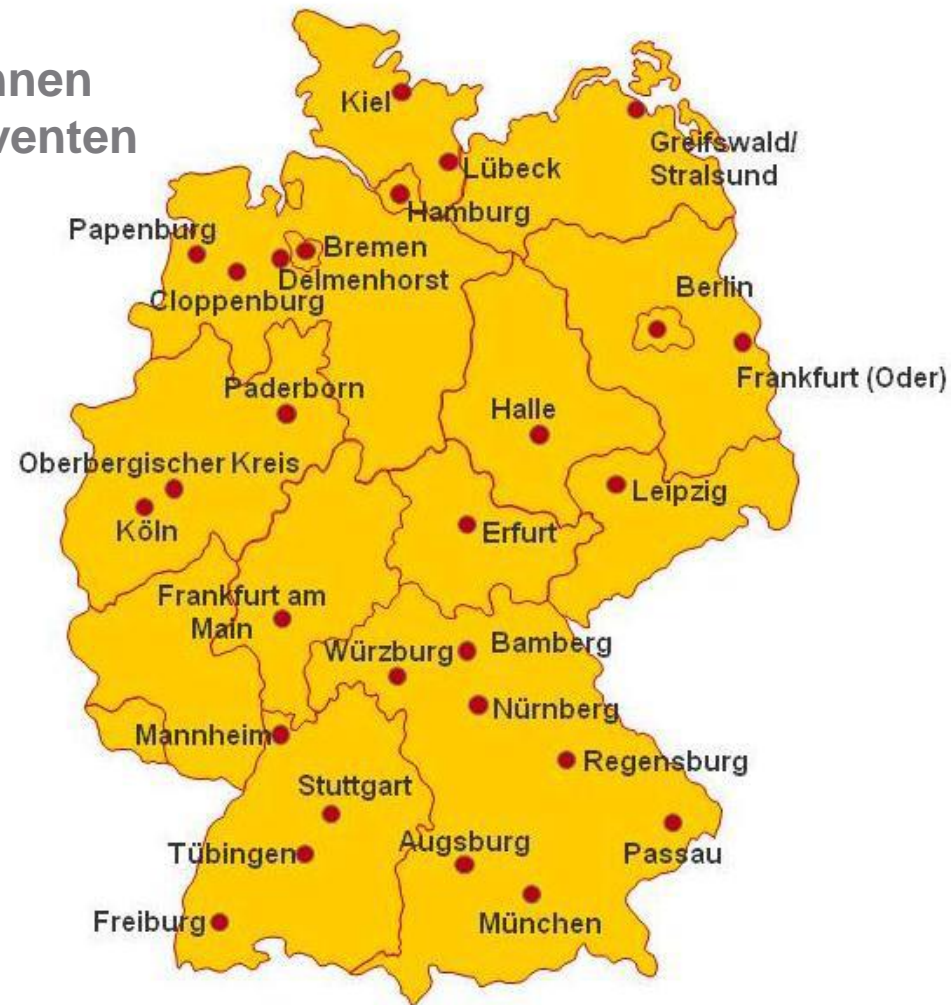 nnen
venten
Kiel
Lübeck
Greifswald/
Stralsund
Hamburg
Papenburg
Bremen
Delmenhorst
Cloppenburg
Berlin
Frankfurt (Oder)
Paderborn
Halle
Oberbergischer Kreis
Köln
Leipzig
Erfurt
Frankfurt am
Main
Bamberg
Würzburg
Nürnberg
Mannheim
Regensburg
Stuttgart
Tübingen
Augsburg
Passau
Freiburg
München